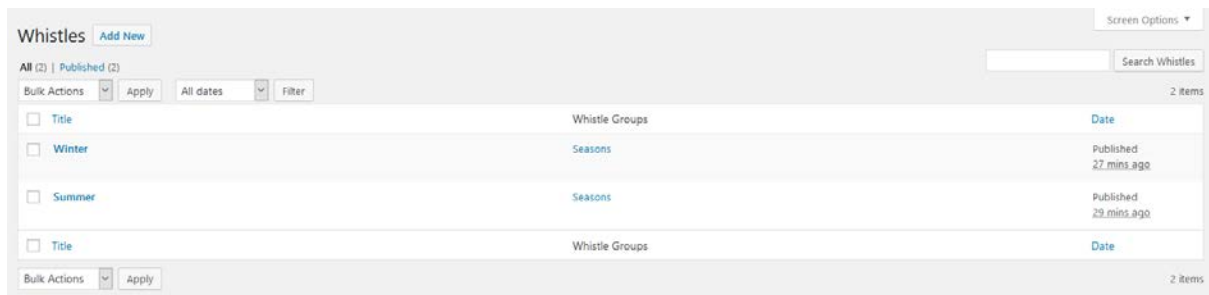 Screen Options ▼
Whistles Add New
All (2) | Published (2)
Search Whistles
Bulk Actions Apply All dates Filter 2 items
Title Whistle Groups Date
Winter Seasons Published
27 mins ago
Summer Seasons Published
29 mins ago
Title Whistle Groups Date
Bulk Actions Apply 2 items